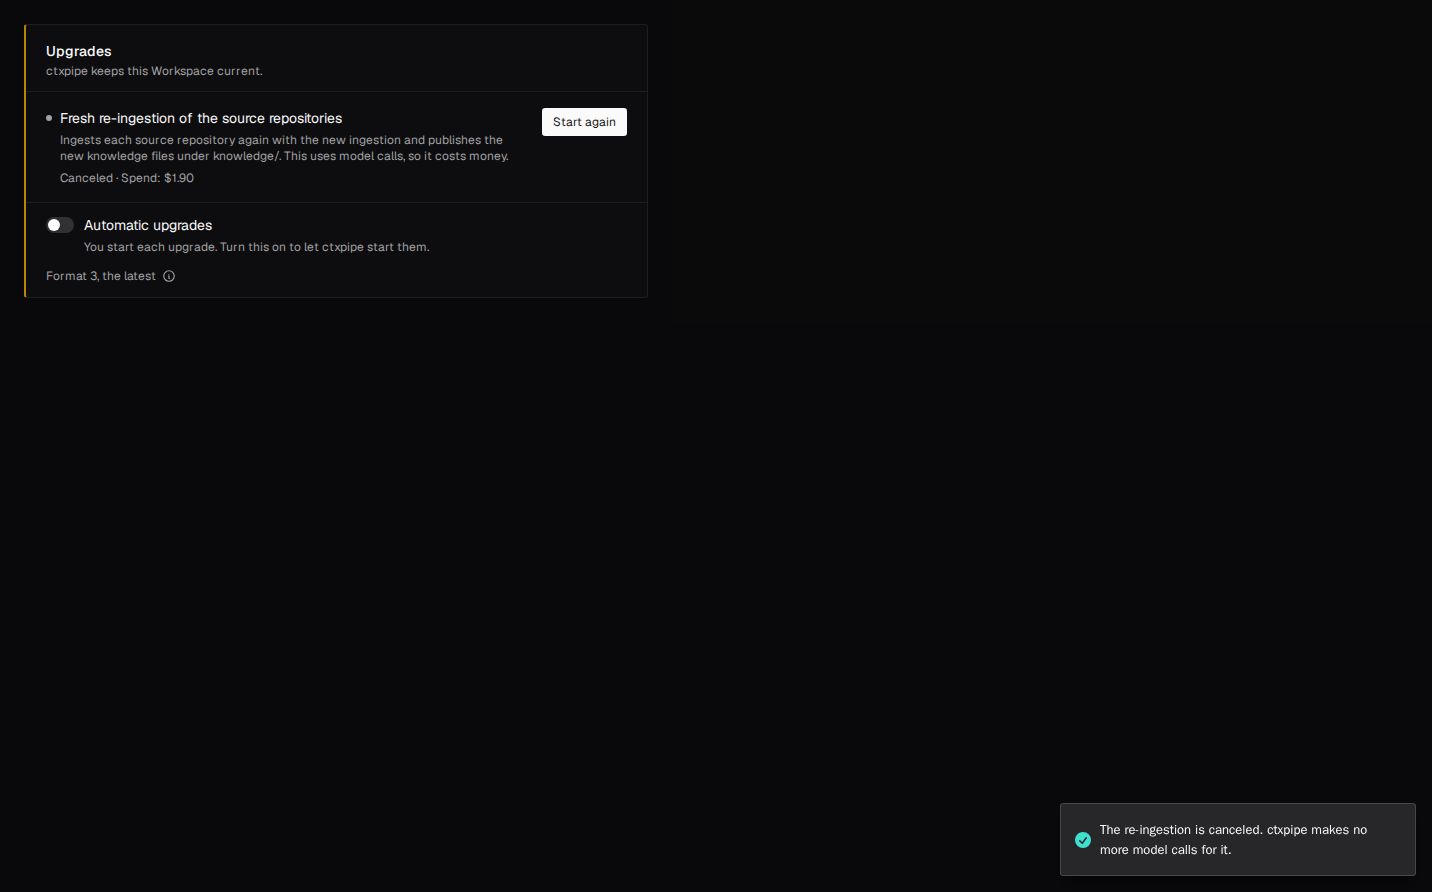 Upgrades
ctxpipe keeps this Workspace current.
Fresh re-ingestion of the source repositories
Start again
Ingests each source repository again with the new ingestion and publishes the
new knowledge files under knowledge/. This uses model calls, so it costs money.
Canceled · Spend: $1.90
Automatic upgrades
You start each upgrade. Turn this on to let ctxpipe start them.
Format 3, the latest
The re-ingestion is canceled. ctxpipe makes no
more model calls for it.